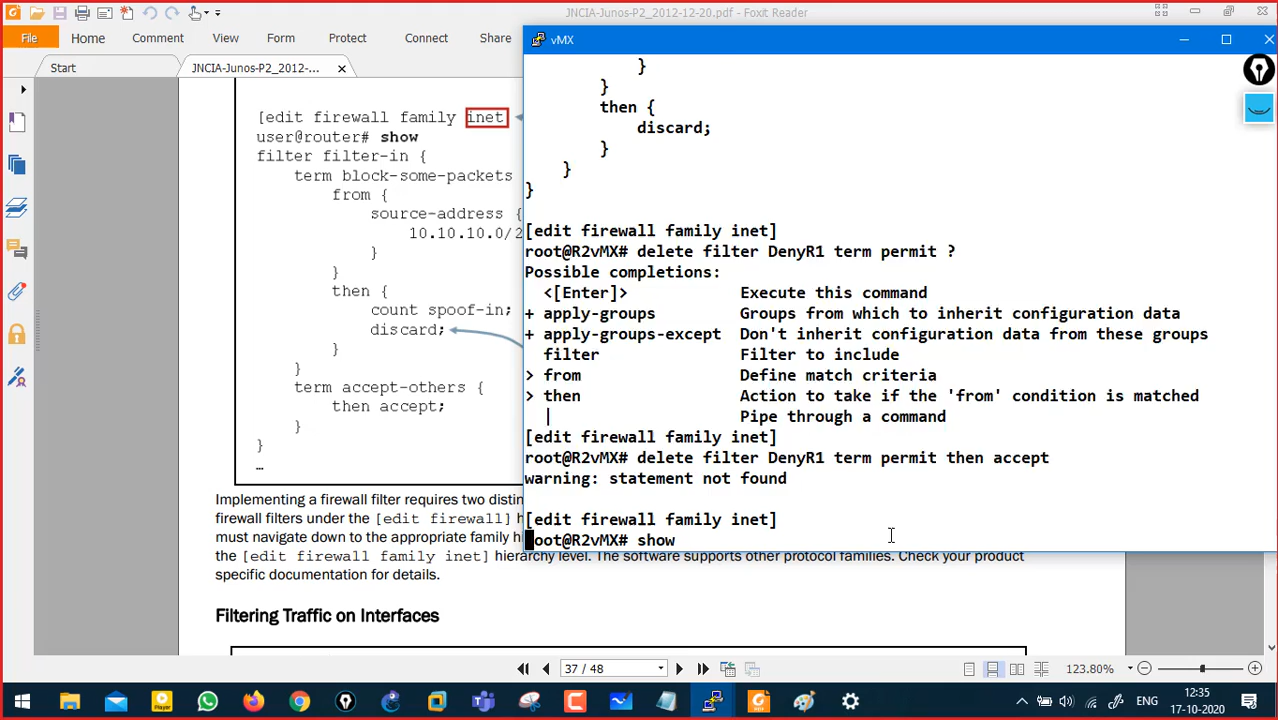 JNCIA-Junos-P2_2012-12-20.pdf - Foxit Reader
File
Home
Comment
View
Form
Protect
Connect
Share
Start
JNCIA-Junos-P2_2012-12-...
[edit firewall family inet
user@router# show
filter filter-in {
term block-some-packets
from {
source-address {
10.10.10.0/2
}
}
then {
count spoof-in;
discard;
}
}
term accept-others {
then accept;
}
}
…
Implementing a firewall filter requires two distin
firewall filters under the [edit firewall] h
must navigate down to the appropriate family h
the [edit firewall family inet] hierarchy level. The software supports other protocol families. Check your product
specific documentation for details.
Filtering Traffic on Interfaces
vMX
}
}
then {
discard;
}
}
}
[edit firewall family inet]
root@R2vMX# delete filter DenyR1 term permit ?
Possible completions:
<[Enter]> Execute this command
+ apply-groups Groups from which to inherit configuration data
+ apply-groups-except Don't inherit configuration data from these groups
filter Filter to include
> from Define match criteria
> then Action to take if the 'from' condition is matched
| Pipe through a command
[edit firewall family inet]
root@R2vMX# delete filter DenyR1 term permit then accept
warning: statement not found
[edit firewall family inet]
root@R2vMX# show
37 / 48
123.80%
ENG
12:35
17-10-2020